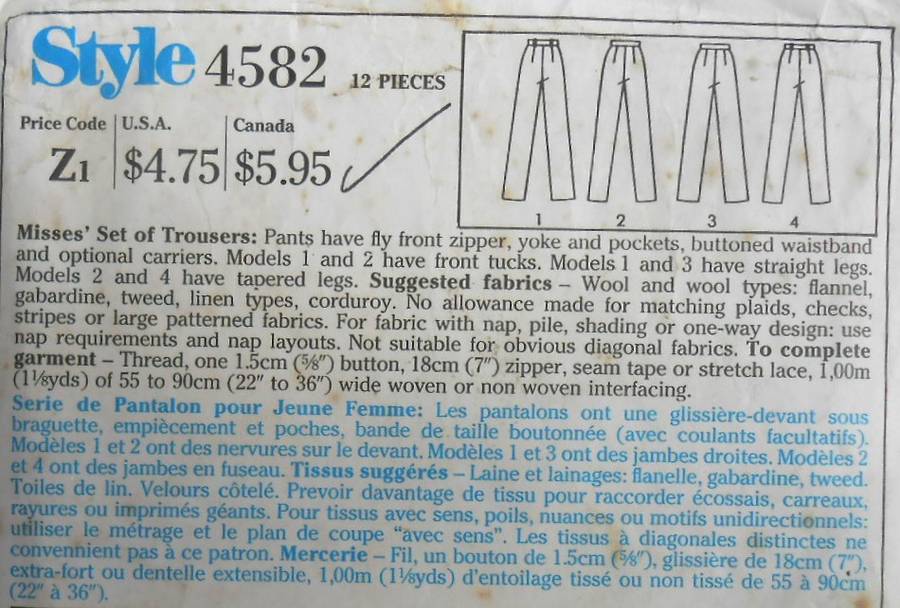 Style 4582 12 PIECES
Price Code U.S.A. Canada
Z1 $4.75 $5.95
1 2 3 4
Misses' Set of Trousers: Pants have fly front zipper, yoke and pockets, buttoned waistband
and optional carriers. Models 1 and 2 have front tucks. Models 1 and 3 have straight legs.
Models 2 and 4 have tapered legs. Suggested fabrics – Wool and wool types: flannel,
gabardine, tweed, linen types, corduroy. No allowance made for matching plaids, checks,
stripes or large patterned fabrics. For fabric with nap, pile, shading or one-way design: use
nap requirements and nap layouts. Not suitable for obvious diagonal fabrics. To complete
garment – Thread, one 1.5cm (⅝″) button, 18cm (7″) zipper, seam tape or stretch lace, 1,00m
(1⅛yds) of 55 to 90cm (22″ to 36″) wide woven or non woven interfacing.
Serie de Pantalon pour Jeune Femme: Les pantalons ont une glissière-devant sous
braguette, empiècement et poches, bande de taille boutonnée (avec coulants facultatifs).
Modèles 1 et 2 ont des nervures sur le devant. Modèles 1 et 3 ont des jambes droites. Modèles 2
et 4 ont des jambes en fuseau. Tissus suggérés – Laine et lainages: flanelle, gabardine, tweed.
Toiles de lin. Velours côtelé. Prevoir davantage de tissu pour raccorder écossais, carreaux,
rayures ou imprimés géants. Pour tissus avec sens, poils, nuances ou motifs unidirectionnels:
utiliser le métrage et le plan de coupe "avec sens". Les tissus à diagonales distinctes ne
convennient pas à ce patron. Mercerie – Fil, un bouton de 1.5cm (⅝″), glissière de 18cm (7″),
extra-fort ou dentelle extensible, 1,00m (1⅛yds) d'entoilage tissé ou non tissé de 55 à 90cm
(22″ à 36″).